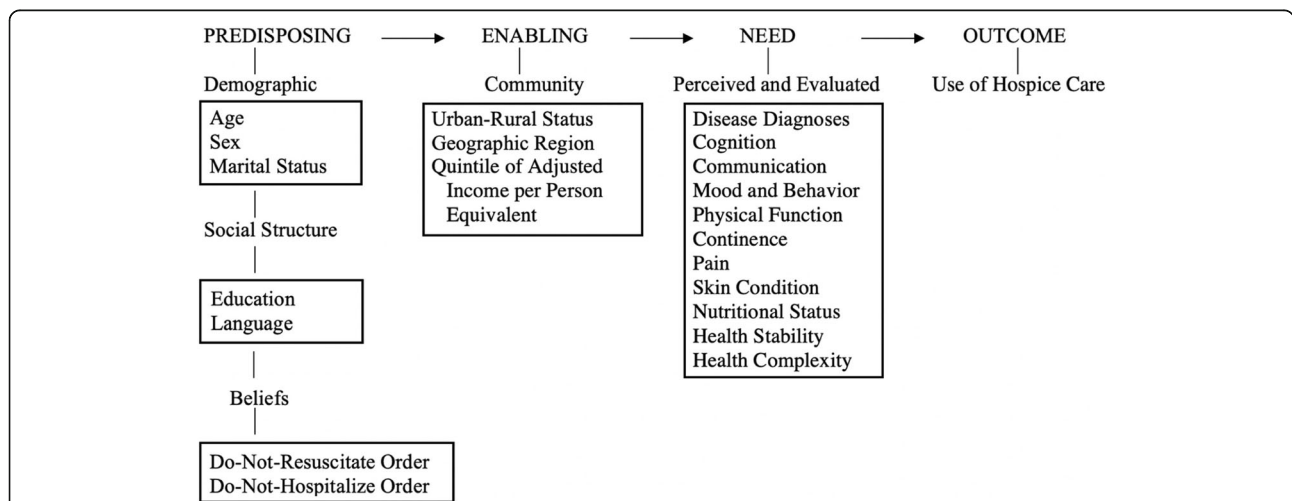 PREDISPOSING
ENABLING
NEED
OUTCOME
Demographic
Community
Perceived and Evaluated
Use of Hospice Care
Age
Sex
Marital Status
Social Structure
Education
Language
Beliefs
Do-Not-Resuscitate Order
Do-Not-Hospitalize Order
Urban-Rural Status
Geographic Region
Quintile of Adjusted
Income per Person
Equivalent
Disease Diagnoses
Cognition
Communication
Mood and Behavior
Physical Function
Continence
Pain
Skin Condition
Nutritional Status
Health Stability
Health Complexity